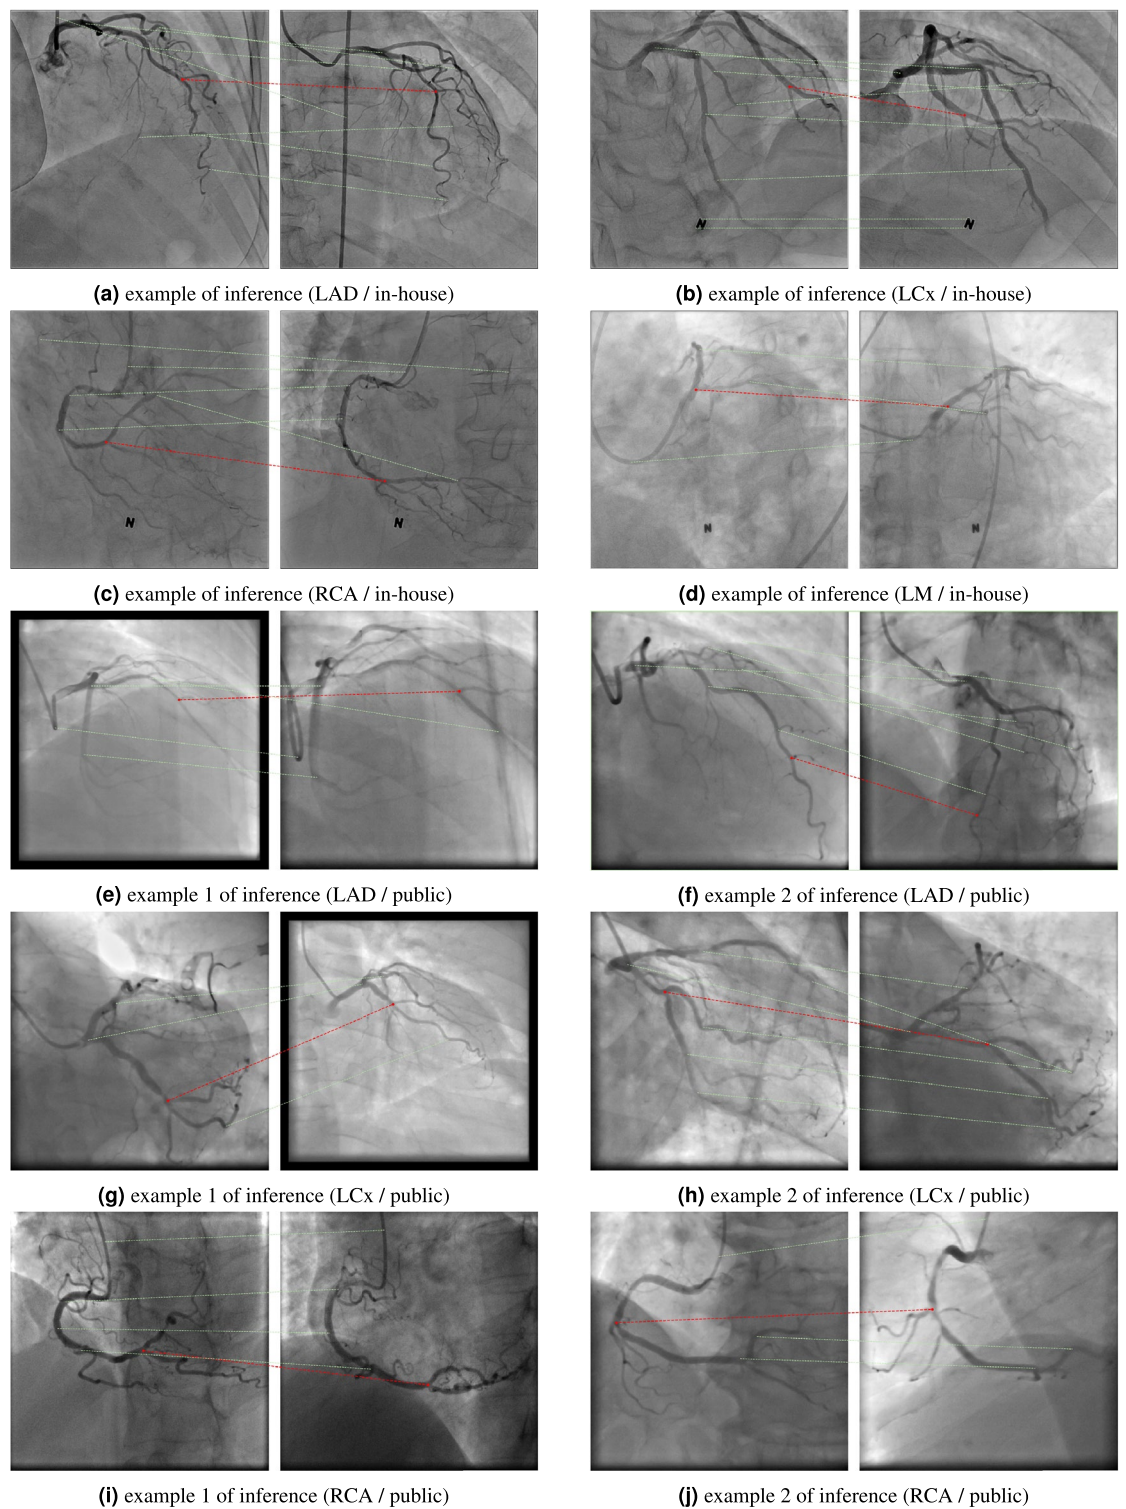 N N
(a) example of inference (LAD / in-house)
(b) example of inference (LCx / in-house)
N N
N N
(c) example of inference (RCA / in-house)
(d) example of inference (LM / in-house)
(e) example 1 of inference (LAD / public)
(f) example 2 of inference (LAD / public)
(g) example 1 of inference (LCx / public)
(h) example 2 of inference (LCx / public)
(i) example 1 of inference (RCA / public)
(j) example 2 of inference (RCA / public)